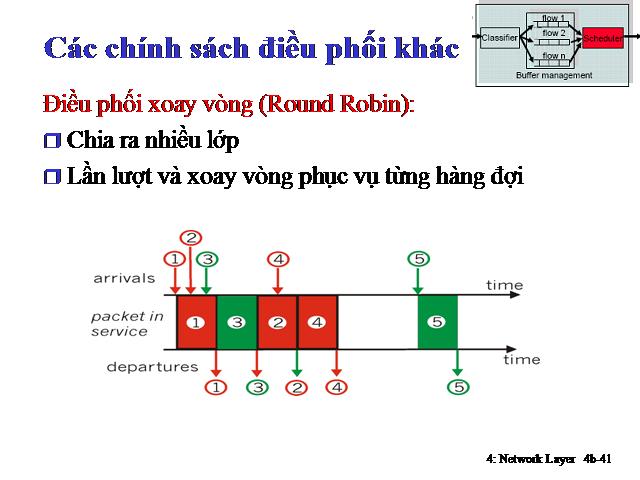 Các chính sách điều phối khác
flow 1
Classifier
flow 2
Scheduler
flow n
Buffer management
Điều phối xoay vòng (Round Robin):
Chia ra nhiều lớp
Lần lượt và xoay vòng phục vụ từng hàng đợi
2
1 3 4 5
arrivals
time
packet in
service
1 3 2 4 5
departures
time
1 3 2 4 5
4: Network Layer 4b-41